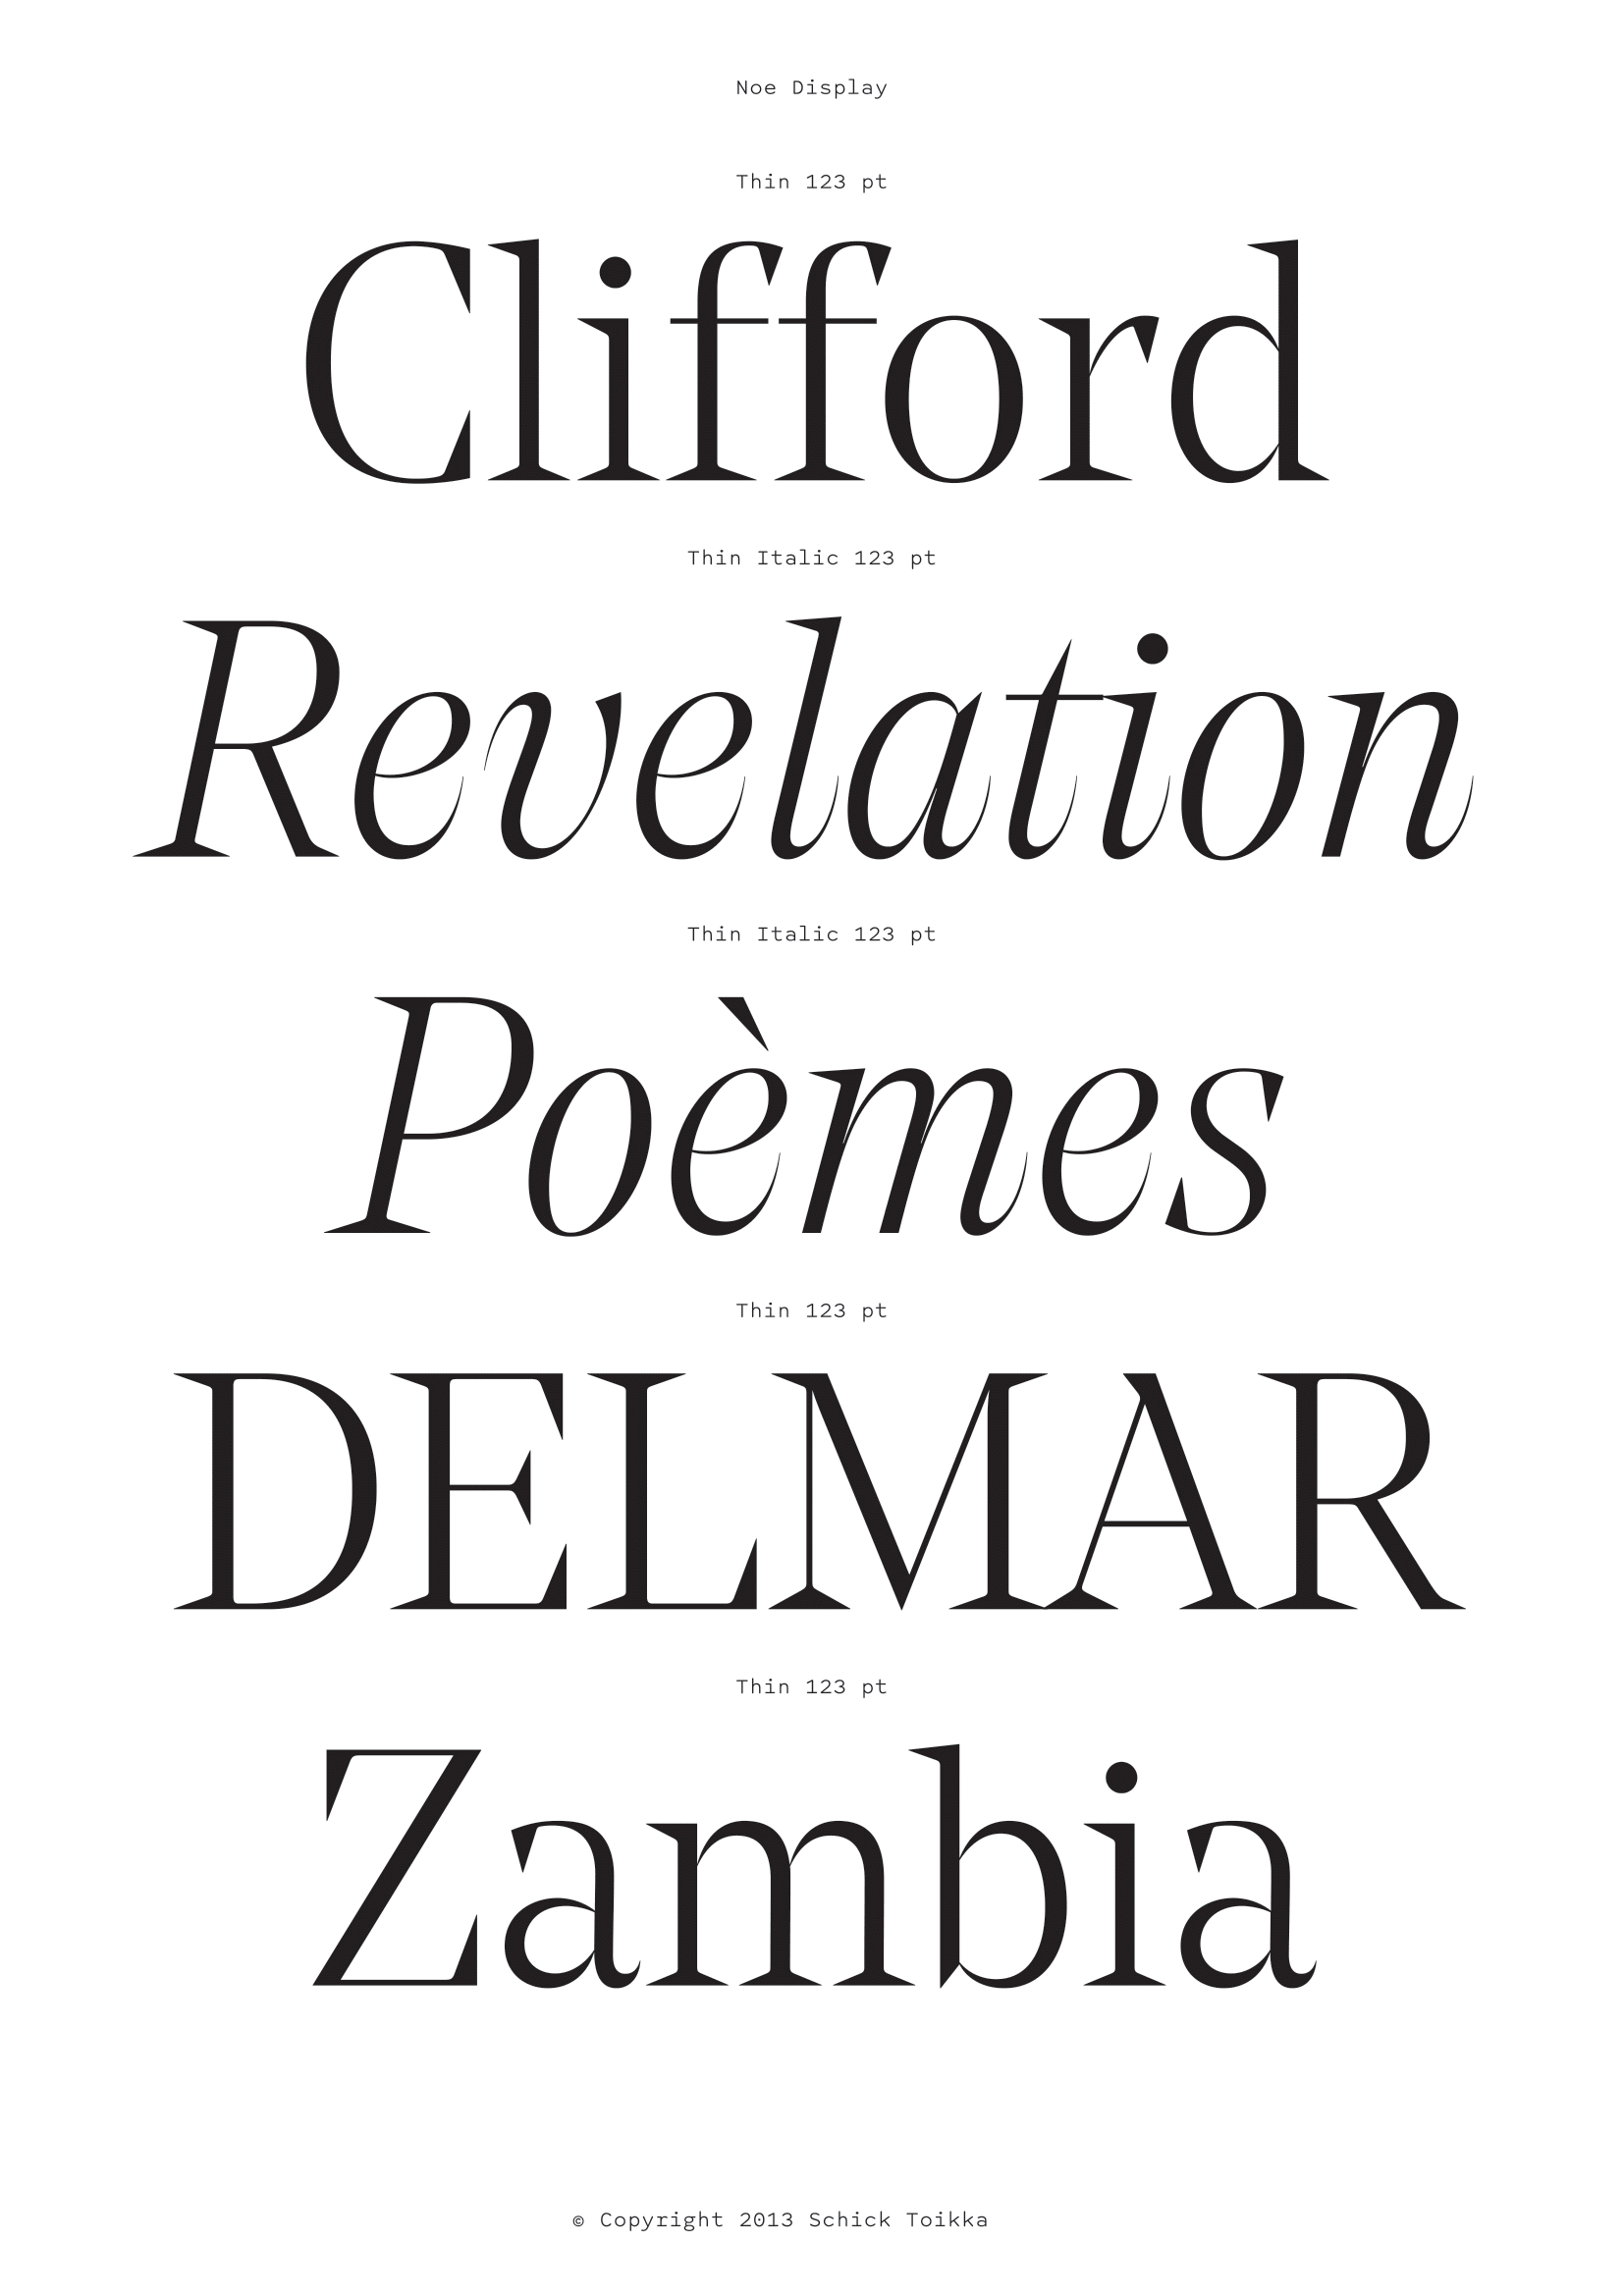 Noe Display
Thin 123 pt
Clifford
Thin Italic 123 pt
Revelation
Thin Italic 123 pt
Poèmes
Thin 123 pt
DELMAR
Thin 123 pt
Zambia
© Copyright 2013 Schick Toikka